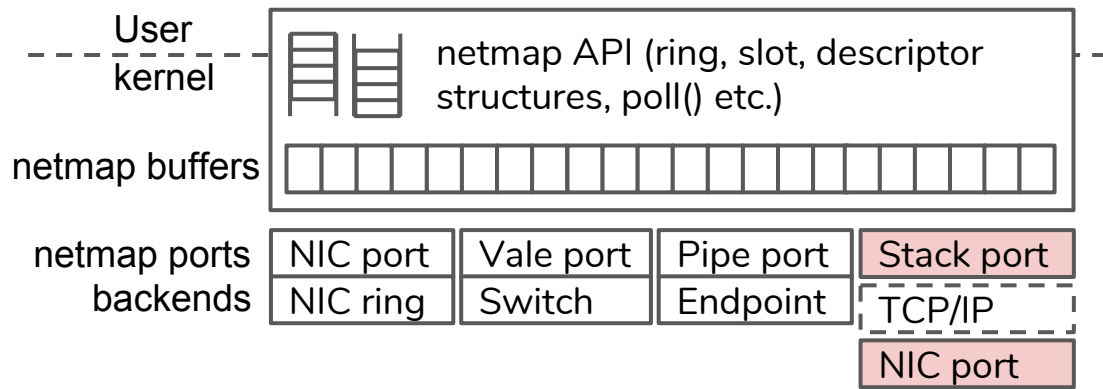 User
kernel
netmap API (ring, slot, descriptor
structures, poll() etc.)
netmap buffers
netmap ports
NIC port
Vale port
Pipe port
Stack port
backends
NIC ring
Switch
Endpoint
TCP/IP
NIC port